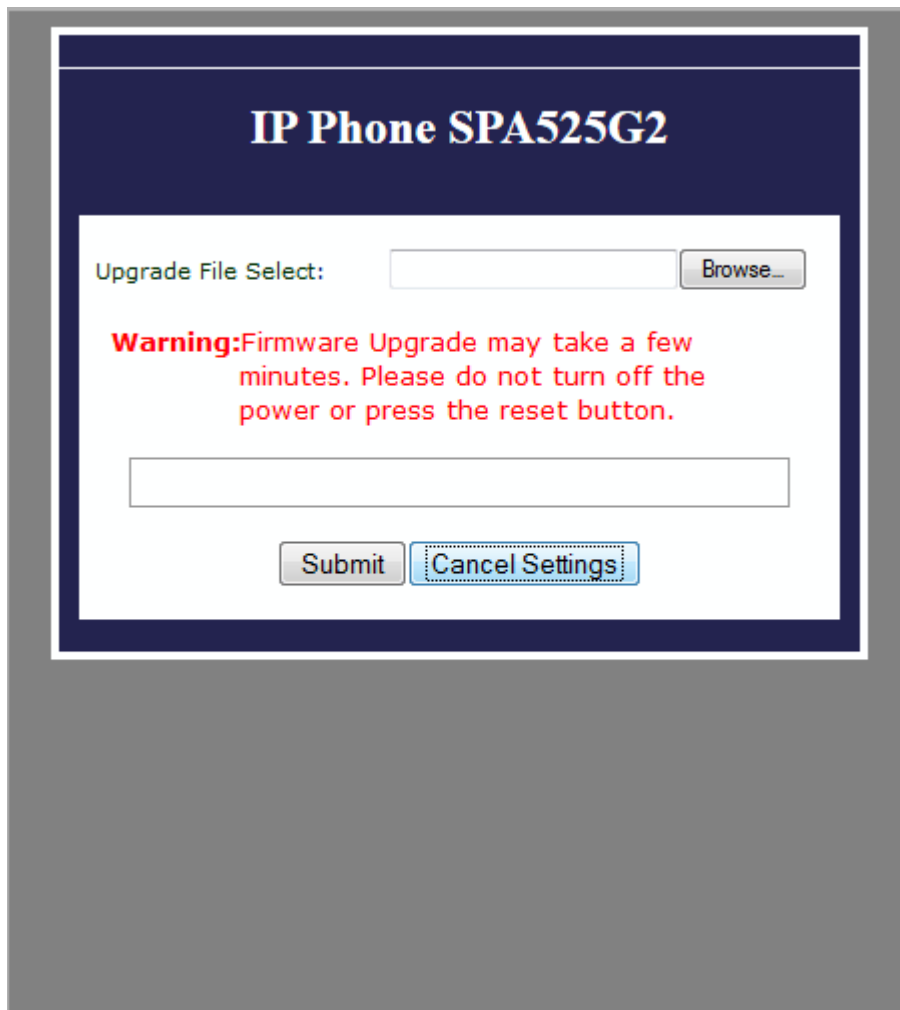 IP Phone SPA525G2
Upgrade File Select: Browse...
Warning:Firmware Upgrade may take a few
minutes. Please do not turn off the
power or press the reset button.
Submit Cancel Settings